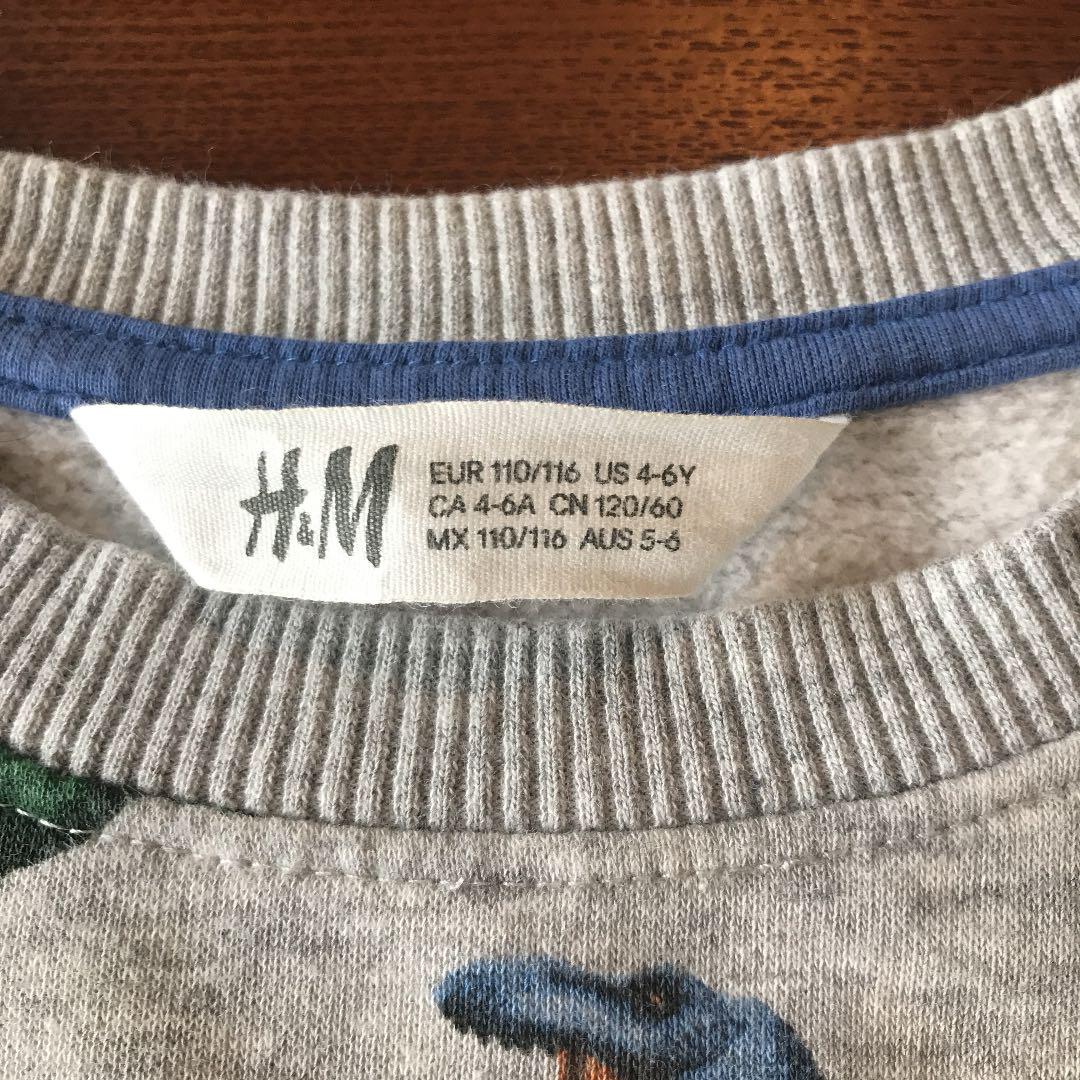 H&M
EUR 110/116 US 4-6Y
CA 4-6A CN 120/60
MX 110/116 AUS 5-6